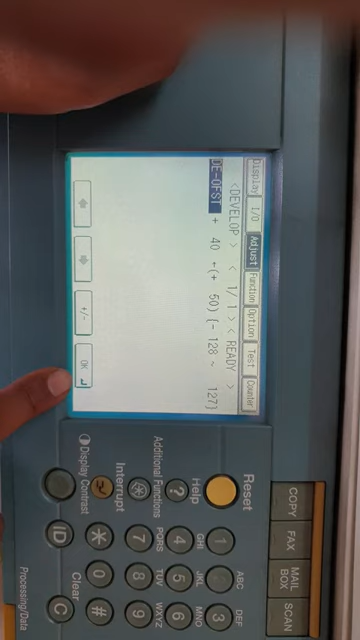 Display I/O Adjust Function Option Test Counter
<DEVELOP > < 1/ 1 > < READY >
DE-OFST + 40 ←(+ 50) {- 128 ~ 127}
+/- OK
COPY FAX MAIL BOX SCAN
Reset
Help
Additional Functions
Interrupt
Display Contrast
1 ABC 2 DEF 3
GHI 4 JKL 5 MNO 6
PQRS 7 TUV 8 WXYZ 9
* 0 #
ID Clear C
Processing/Data